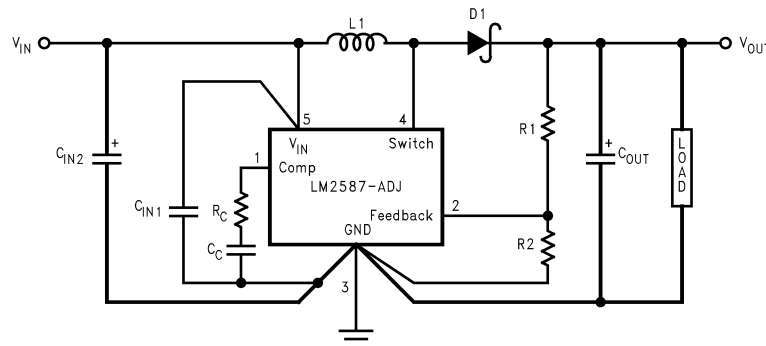 L1
D1
VIN
VOUT
5
4
VIN
Switch
R1
CIN2
+
1
Comp
LM2587-ADJ
+
COUT
LOAD
CIN1
RC
Feedback
2
GND
R2
CC
3